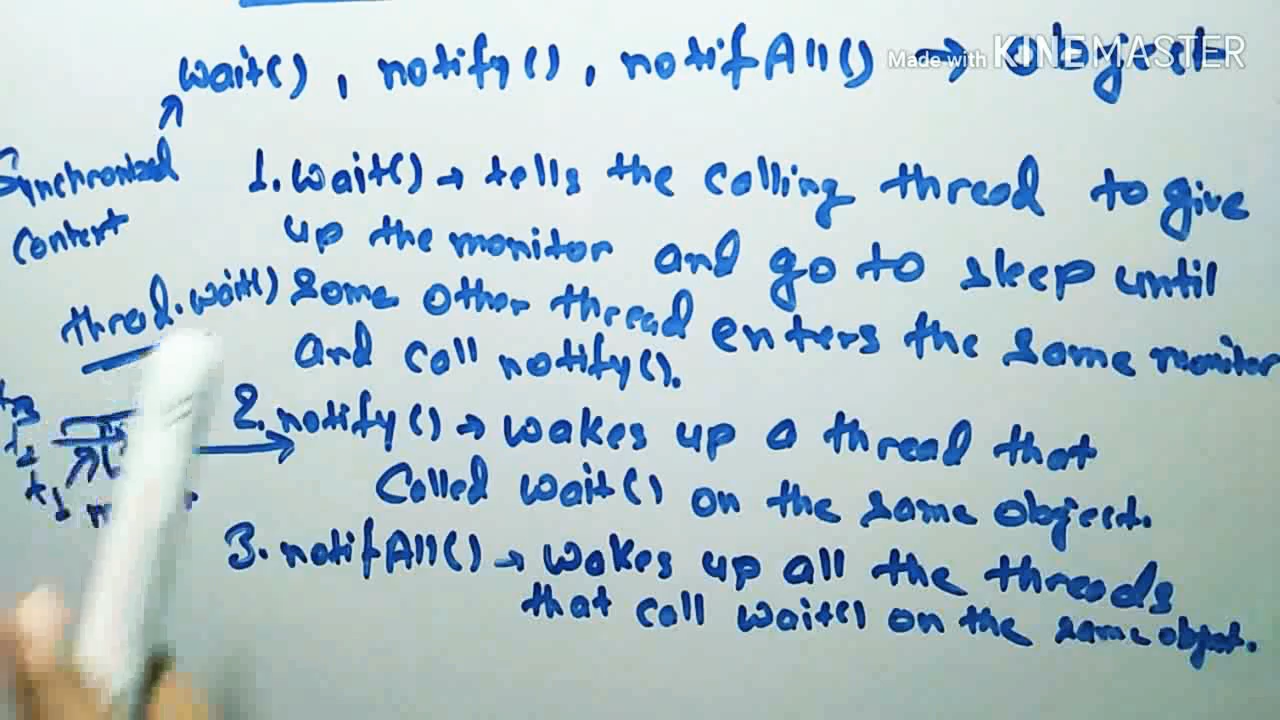 wait(), notify(), notifAll() → object
Made with KINEMASTER
Synchronized
context
1. wait() → tells the calling thread to give
up the monitor and go to sleep until
thread.wait()
some other thread enters the same monitor
and call notify().
t3
t2
t1
2. notify() → wakes up a thread that
called wait() on the same object.
3. notifAll() → wakes up all the threads
that call wait() on the same object.